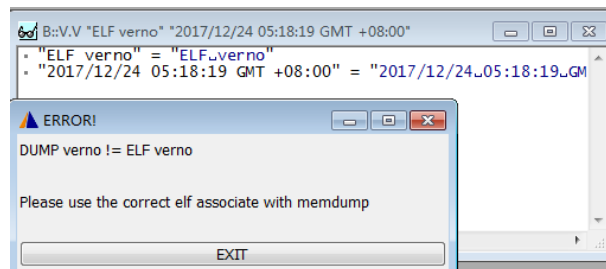 B::V.V "ELF verno" "2017/12/24 05:18:19 GMT +08:00"
"ELF verno" = "ELF␣verno"
"2017/12/24 05:18:19 GMT +08:00" = "2017/12/24␣05:18:19␣GM
ERROR!
DUMP verno != ELF verno
Please use the correct elf associate with memdump
EXIT